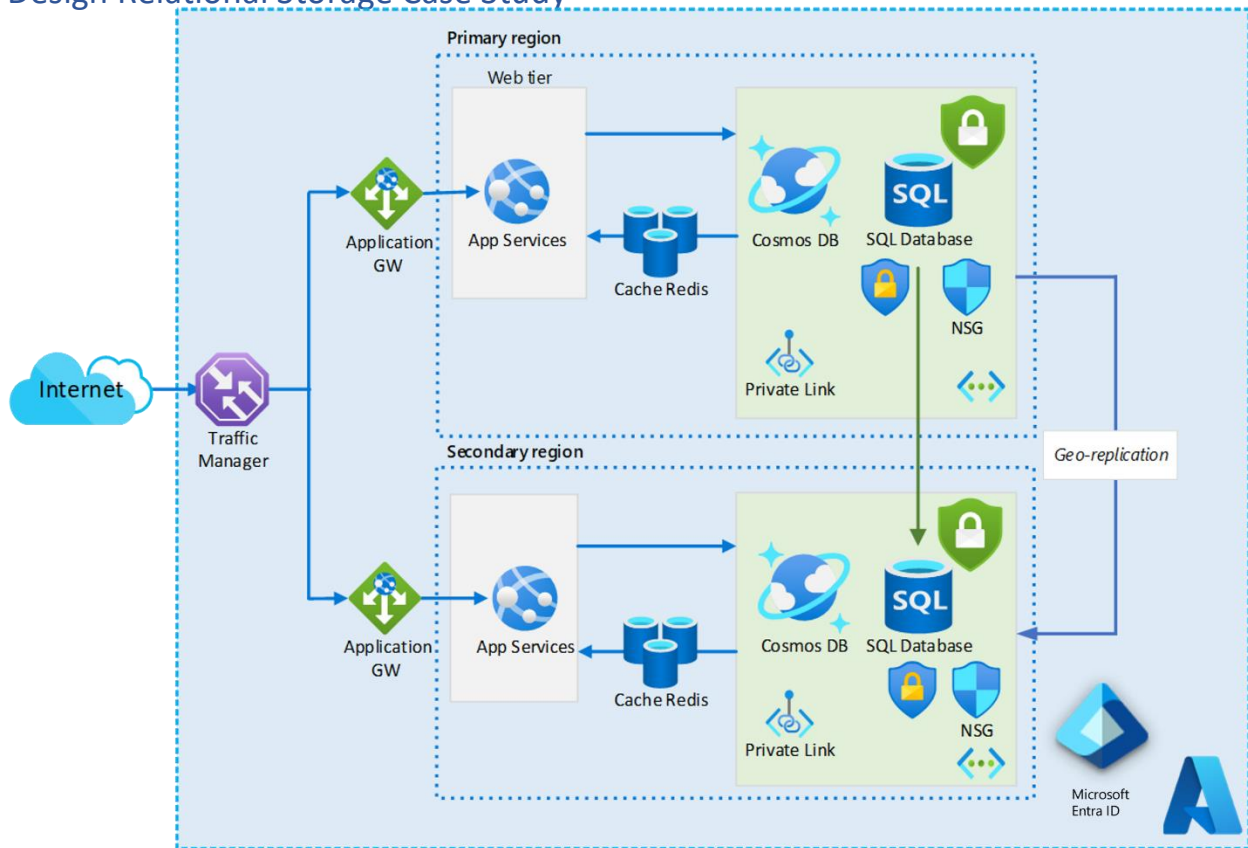 Design Relational Storage Case Study
Primary region
Web tier
App Services
Application
GW
Cache Redis
Cosmos DB
SQL
SQL Database
NSG
Private Link
Internet
Traffic
Manager
Geo-replication
Secondary region
App Services
Application
GW
Cache Redis
Cosmos DB
SQL
SQL Database
NSG
Private Link
Microsoft
Entra ID